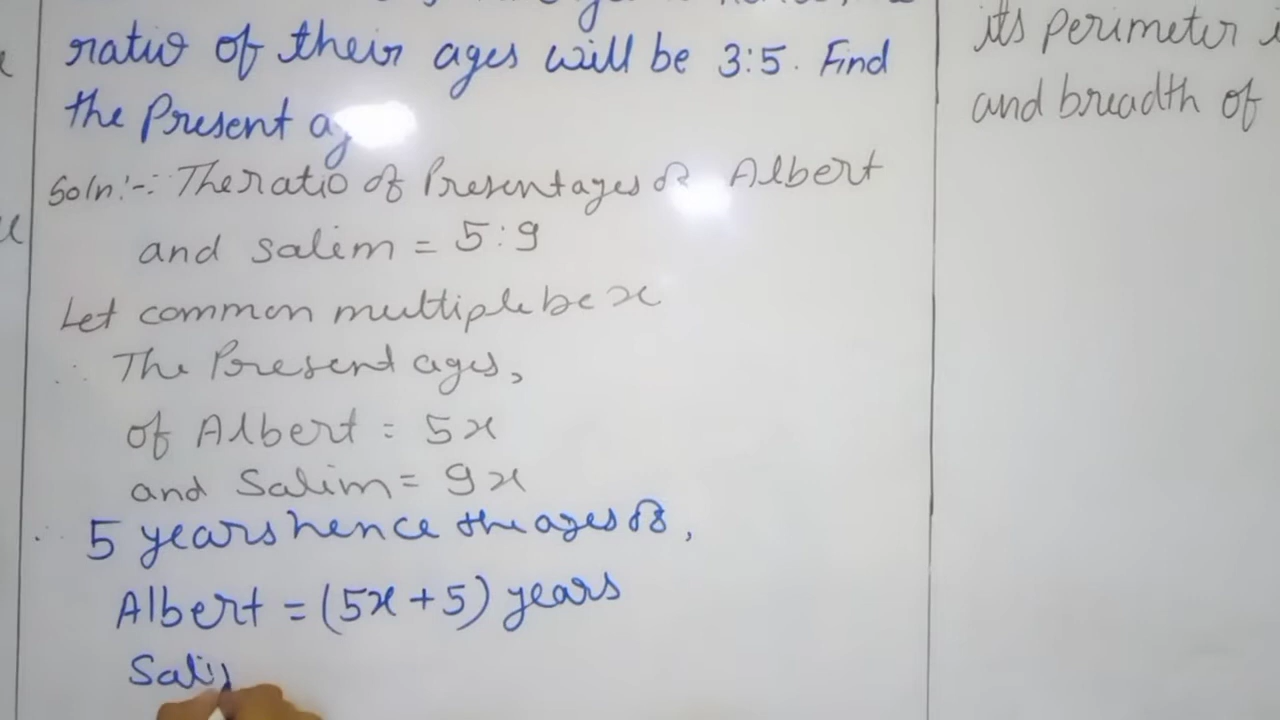 ratio of their ages will be 3:5. Find
the Present
Soln:-. The ratio of Present ages of Albert
and Salim = 5:9
Let common multiple be x
∴ The Present ages,
of Albert = 5x
and Salim = 9x
∴ 5 years hence the ages of,
Albert = (5x + 5) years
Sali
its perimeter
and breadth of